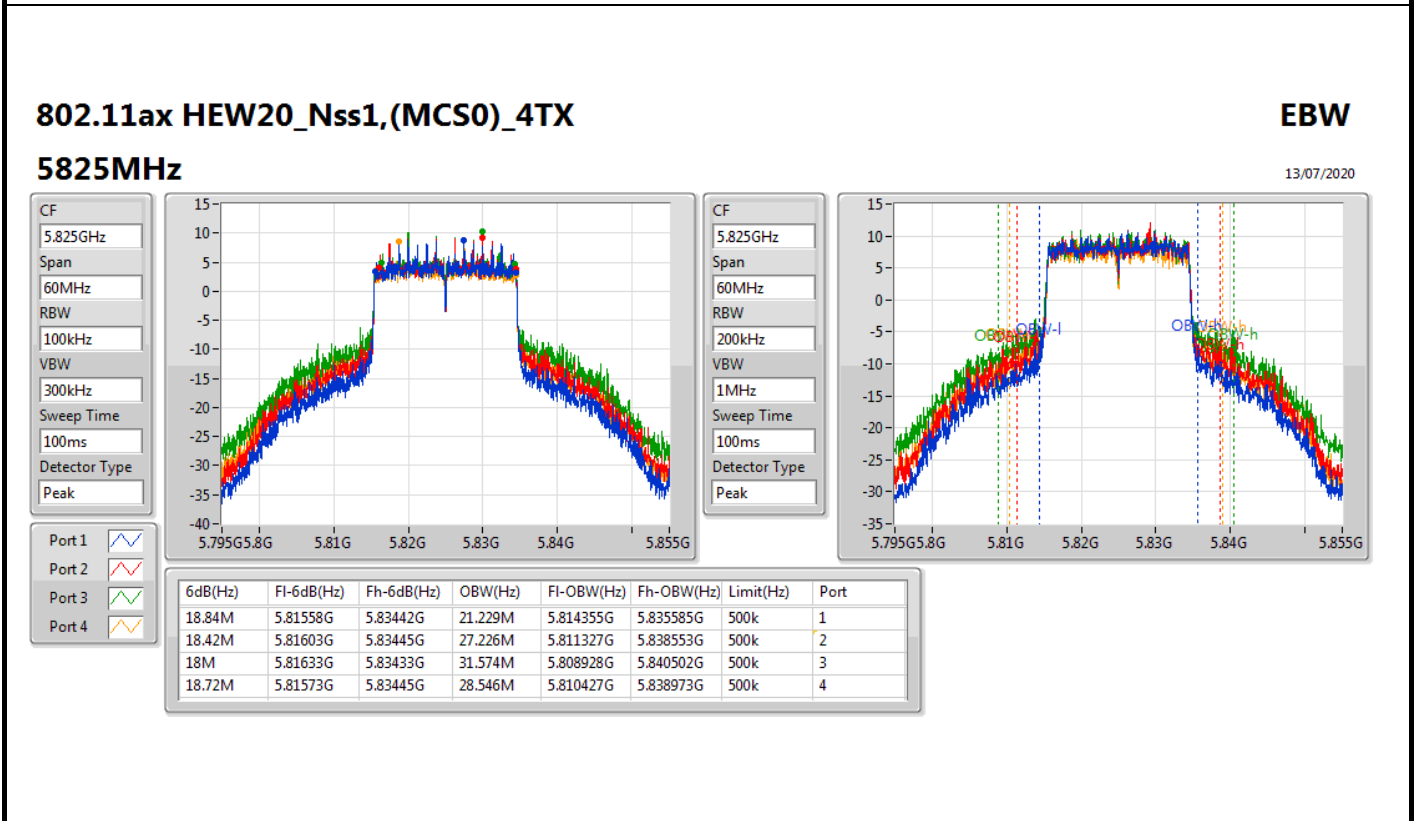 802.11ax HEW20_Nss1,(MCS0)_4TX
EBW
5825MHz
13/07/2020
CF
5.825GHz
Span
60MHz
RBW
100kHz
VBW
300kHz
Sweep Time
100ms
Detector Type
Peak
15
10
5
0
-5
-10
-15
-20
-25
-30
-35
-40
5.795G 5.8G 5.81G 5.82G 5.83G 5.84G 5.855G
CF
5.825GHz
Span
60MHz
RBW
200kHz
VBW
1MHz
Sweep Time
100ms
Detector Type
Peak
15
10
5
0
-5
-10
-15
-20
-25
-30
-35
OBW-l
OBW-h
5.795G 5.8G 5.81G 5.82G 5.83G 5.84G 5.855G
Port 1
Port 2
Port 3
Port 4
6dB(Hz) Fl-6dB(Hz) Fh-6dB(Hz) OBW(Hz) Fl-OBW(Hz) Fh-OBW(Hz) Limit(Hz) Port
18.84M 5.81558G 5.83442G 21.229M 5.814355G 5.835585G 500k 1
18.42M 5.81603G 5.83445G 27.226M 5.811327G 5.838553G 500k 2
18M 5.81633G 5.83433G 31.574M 5.808928G 5.840502G 500k 3
18.72M 5.81573G 5.83445G 28.546M 5.810427G 5.838973G 500k 4